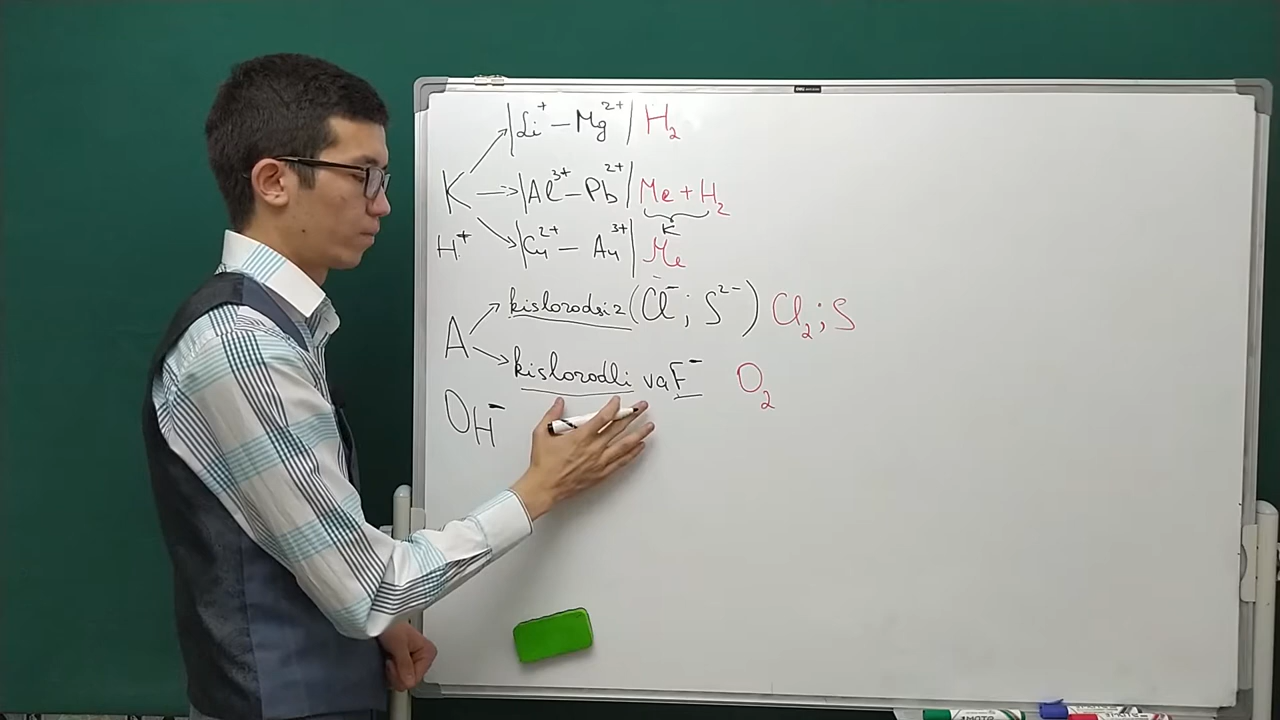 Li⁺ – Mg²⁺ | H₂
K → Al³⁺ – Pb²⁺ | Me + H₂
K
H⁺ Cu²⁺ – Au³⁺ | Me
kislorodsiz (Cl⁻; S²⁻) Cl₂; S
A
kislorodli va F⁻ O₂
OH⁻